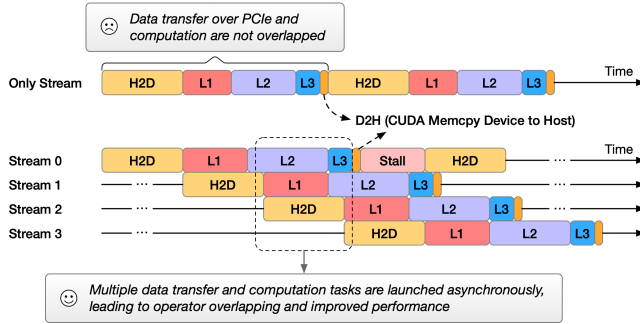 Data transfer over PCIe and
computation are not overlapped
Only Stream H2D L1 L2 L3 H2D L1 L2 L3 Time
D2H (CUDA Memcpy Device to Host)
Stream 0 H2D L1 L2 L3 Stall H2D ... Time
Stream 1 ... H2D L1 L2 L3 ...
Stream 2 ... H2D L1 L2 L3 ...
Stream 3 ... H2D L1 L2 L3
Multiple data transfer and computation tasks are launched asynchronously,
leading to operator overlapping and improved performance